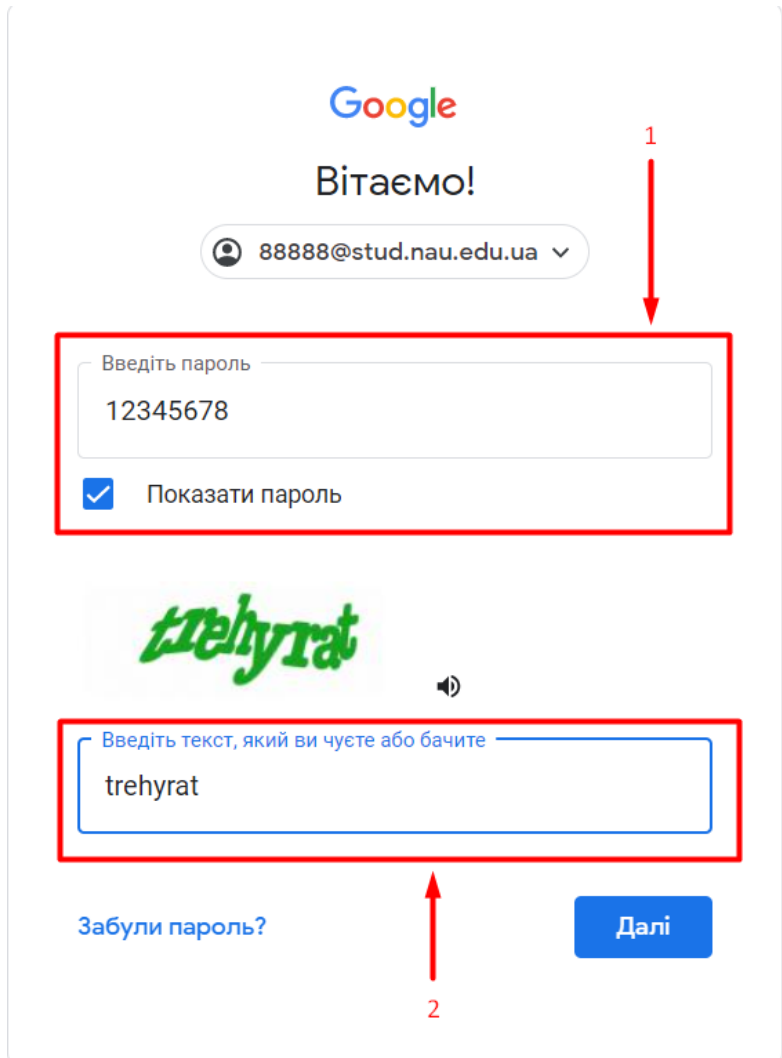 Google
1
Вітаємо!
88888@stud.nau.edu.ua
Введіть пароль
12345678
Показати пароль
trehyrat
Введіть текст, який ви чуєте або бачите
trehyrat
Забули пароль?
Далі
2